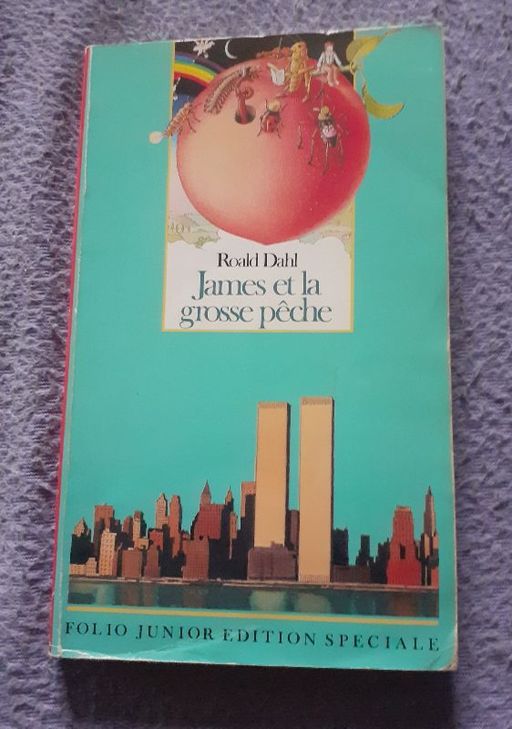 Roald Dahl
James et la
grosse pêche
FOLIO JUNIOR EDITION SPECIALE